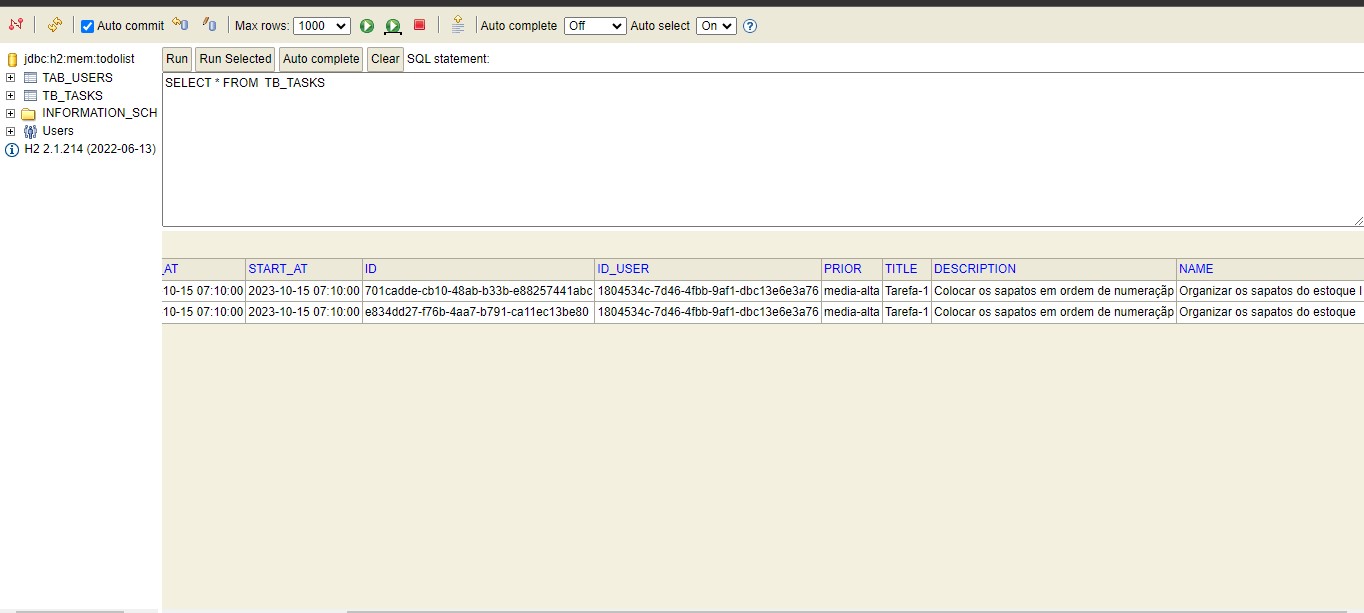 Auto commit Max rows: 1000 Auto complete Off Auto select On
jdbc:h2:mem:todolist
TAB_USERS
TB_TASKS
INFORMATION_SCH
Users
H2 2.1.214 (2022-06-13)
Run Run Selected Auto complete Clear SQL statement:
SELECT * FROM  TB_TASKS
_AT START_AT ID ID_USER PRIOR TITLE DESCRIPTION NAME
10-15 07:10:00 2023-10-15 07:10:00 701cadde-cb10-48ab-b33b-e88257441abc 1804534c-7d46-4fbb-9af1-dbc13e6e3a76 media-alta Tarefa-1 Colocar os sapatos em ordem de numeraçãp Organizar os sapatos do estoque l
10-15 07:10:00 2023-10-15 07:10:00 e834dd27-f76b-4aa7-b791-ca11ec13be80 1804534c-7d46-4fbb-9af1-dbc13e6e3a76 media-alta Tarefa-1 Colocar os sapatos em ordem de numeraçãp Organizar os sapatos do estoque